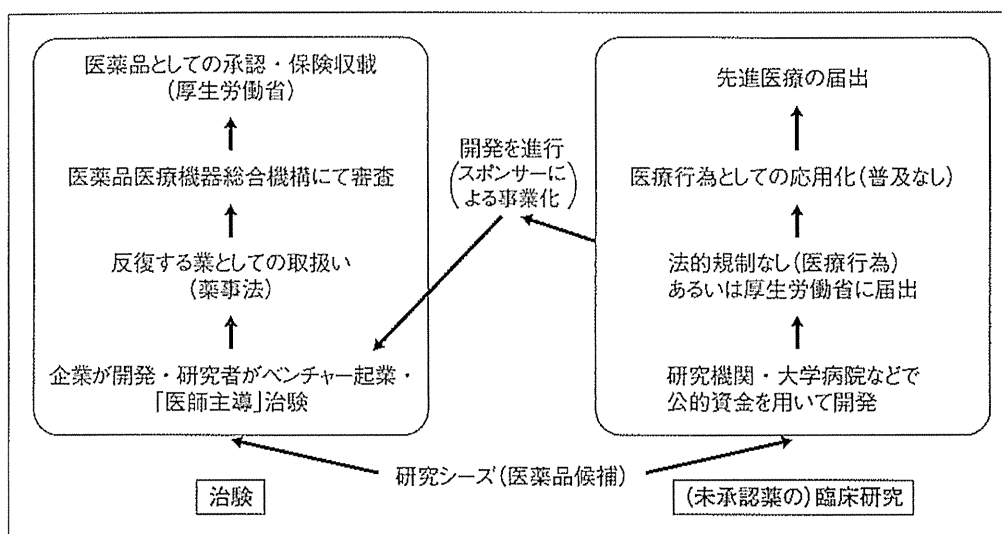 医薬品としての承認・保険収載
(厚生労働省)
医薬品医療機器総合機構にて審査
反復する業としての取扱い
(薬事法)
企業が開発・研究者がベンチャー起業・
「医師主導」治験
治験
開発を進行
(スポンサーに
よる事業化)
研究シーズ(医薬品候補)
先進医療の届出
医療行為としての応用化(普及なし)
法的規制なし(医療行為)
あるいは厚生労働省に届出
研究機関・大学病院などで
公的資金を用いて開発
(未承認薬の)臨床研究